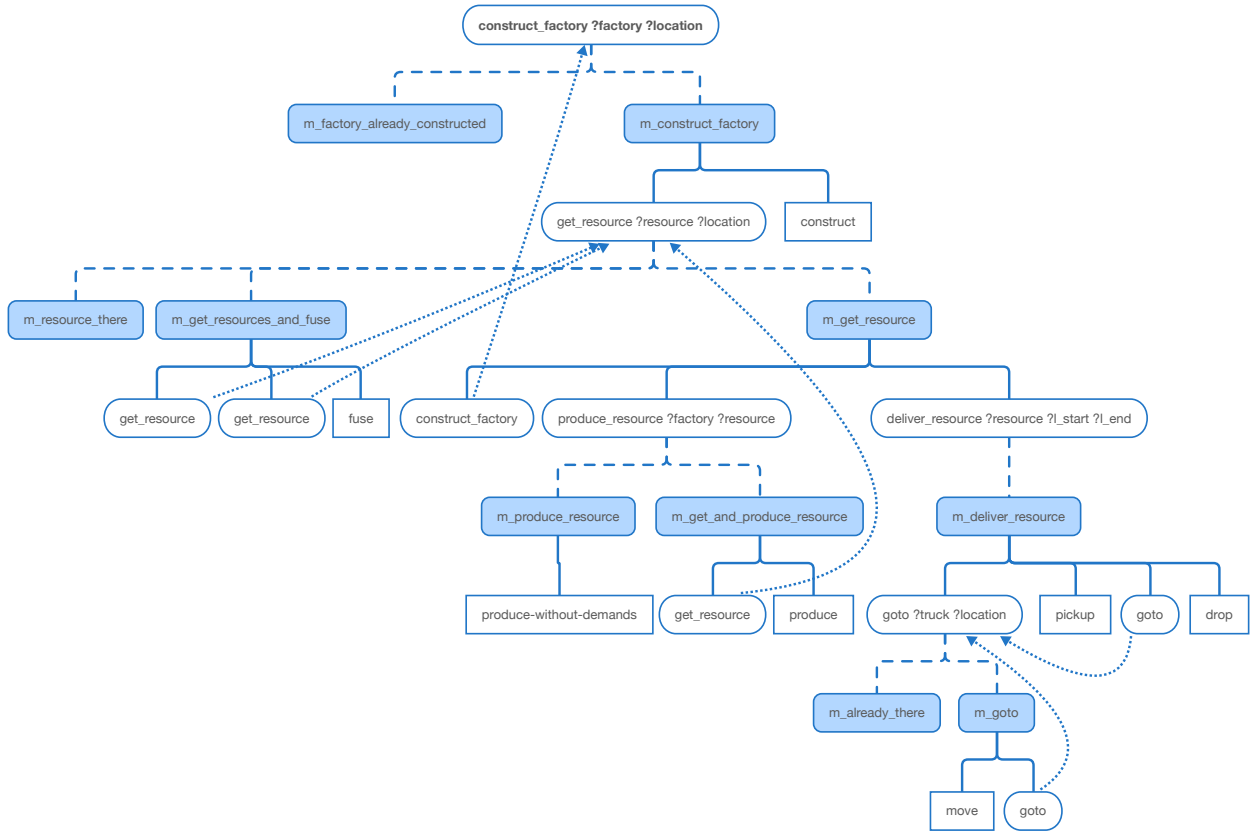 construct_factory ?factory ?location
m_factory_already_constructed
m_construct_factory
get_resource ?resource ?location
construct
m_resource_there
m_get_resources_and_fuse
m_get_resource
get_resource
get_resource
fuse
construct_factory
produce_resource ?factory ?resource
deliver_resource ?resource ?l_start ?l_end
m_produce_resource
m_get_and_produce_resource
m_deliver_resource
produce-without-demands
get_resource
produce
goto ?truck ?location
pickup
goto
drop
m_already_there
m_goto
move
goto